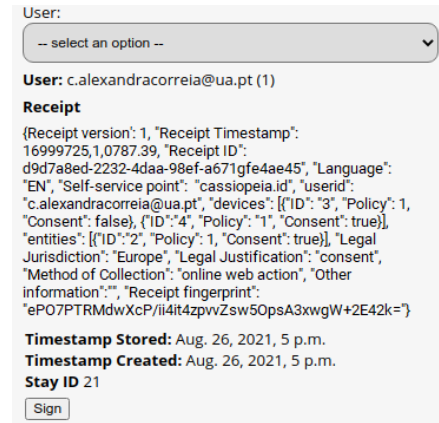 User:
-- select an option --
User: c.alexandracorreia@ua.pt (1)
Receipt
{Receipt version': 1, "Receipt Timestamp":
16999725,1,0787.39, "Receipt ID":
d9d7a8ed-2232-4daa-98ef-a671gfe4ae45", "Language":
"EN", "Self-service point": "cassiopeia.id", "userid":
"c.alexandracorreia@ua.pt", "devices": [{"ID": "3", "Policy": 1,
"Consent": false}, {"ID":"4", "Policy": "1", "Consent": true}],
"entities": [{"ID":"2", "Policy": 1, "Consent": true}], "Legal
Jurisdiction": "Europe", "Legal Justification": "consent",
"Method of Collection": "online web action", "Other
information":"", "Receipt fingerprint":
"ePO7PTRMdwXcP/ii4it4zpvvZsw5OpsA3xwgW+2E42k="}
Timestamp Stored: Aug. 26, 2021, 5 p.m.
Timestamp Created: Aug. 26, 2021, 5 p.m.
Stay ID 21
Sign